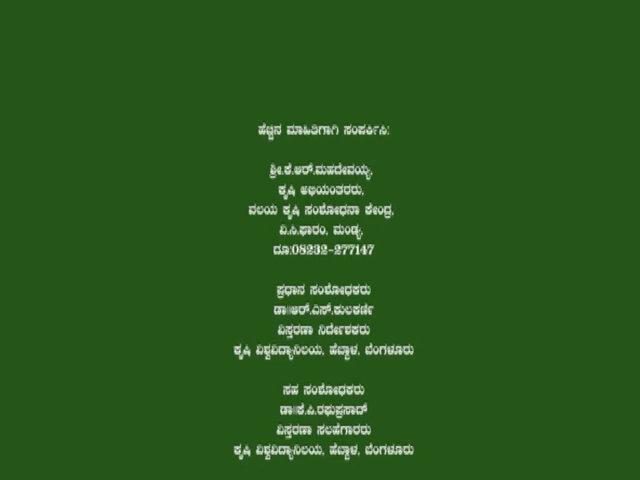 ಹೆಚ್ಚಿನ ಮಾಹಿತಿಗಾಗಿ ಸಂಪರ್ಕಿಸಿ:
ಶ್ರೀ.ಕೆ.ಆರ್.ಮಹದೇವಯ್ಯ,
ಕೃಷಿ ಅಭಿಯಂತರರು,
ವಲಯ ಕೃಷಿ ಸಂಶೋಧನಾ ಕೇಂದ್ರ,
ವಿ.ಸಿ.ಫಾರಂ, ಮಂಡ್ಯ.
ದೂ:08232-277147
ಪ್ರಧಾನ ಸಂಶೋಧಕರು
ಡಾ||ಆರ್.ಎಸ್.ಕುಲಕರ್ಣಿ
ವಿಸ್ತರಣಾ ನಿರ್ದೇಶಕರು
ಕೃಷಿ ವಿಶ್ವವಿದ್ಯಾನಿಲಯ, ಹೆಬ್ಬಾಳ, ಬೆಂಗಳೂರು
ಸಹ ಸಂಶೋಧಕರು
ಡಾ||ಕೆ.ಪಿ.ರಘುಪ್ರಸಾದ್
ವಿಸ್ತರಣಾ ಸಲಹೆಗಾರರು
ಕೃಷಿ ವಿಶ್ವವಿದ್ಯಾನಿಲಯ, ಹೆಬ್ಬಾಳ, ಬೆಂಗಳೂರು